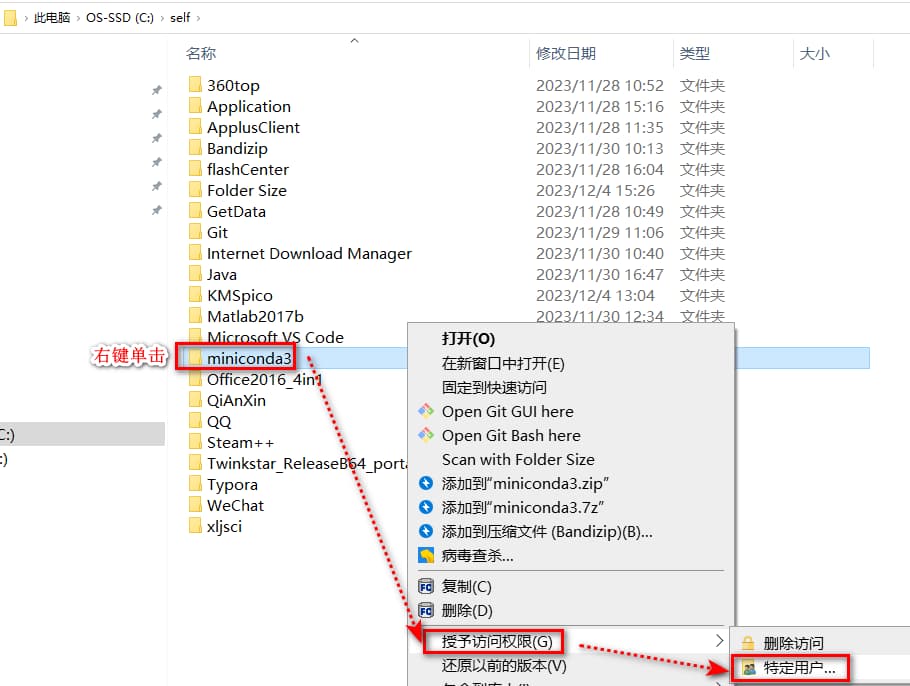 此电脑 › OS-SSD (C:) › self ›
名称 修改日期 类型 大小
360top 2023/11/28 10:52 文件夹
Application 2023/11/28 15:16 文件夹
ApplusClient 2023/11/28 11:35 文件夹
Bandizip 2023/11/30 10:13 文件夹
flashCenter 2023/11/28 16:04 文件夹
Folder Size 2023/12/4 15:26 文件夹
GetData 2023/11/28 10:49 文件夹
Git 2023/11/29 11:06 文件夹
Internet Download Manager 2023/11/30 10:40 文件夹
Java 2023/11/30 16:47 文件夹
KMSpico 2023/12/4 13:04 文件夹
Matlab2017b 2023/11/30 12:34 文件夹
Microsoft VS Code
右键单击 miniconda3
Office2016_4in1
QiAnXin
QQ
Steam++
Twinkstar_ReleaseB64_porta
Typora
WeChat
xljsci
C:)
:)
打开(O)
在新窗口中打开(E)
固定到快速访问
Open Git GUI here
Open Git Bash here
Scan with Folder Size
添加到“miniconda3.zip”
添加到“miniconda3.7z”
添加到压缩文件 (Bandizip)(B)...
病毒查杀...
复制(C)
删除(D)
授予访问权限(G)
还原以前的版本(V)
删除访问
特定用户...